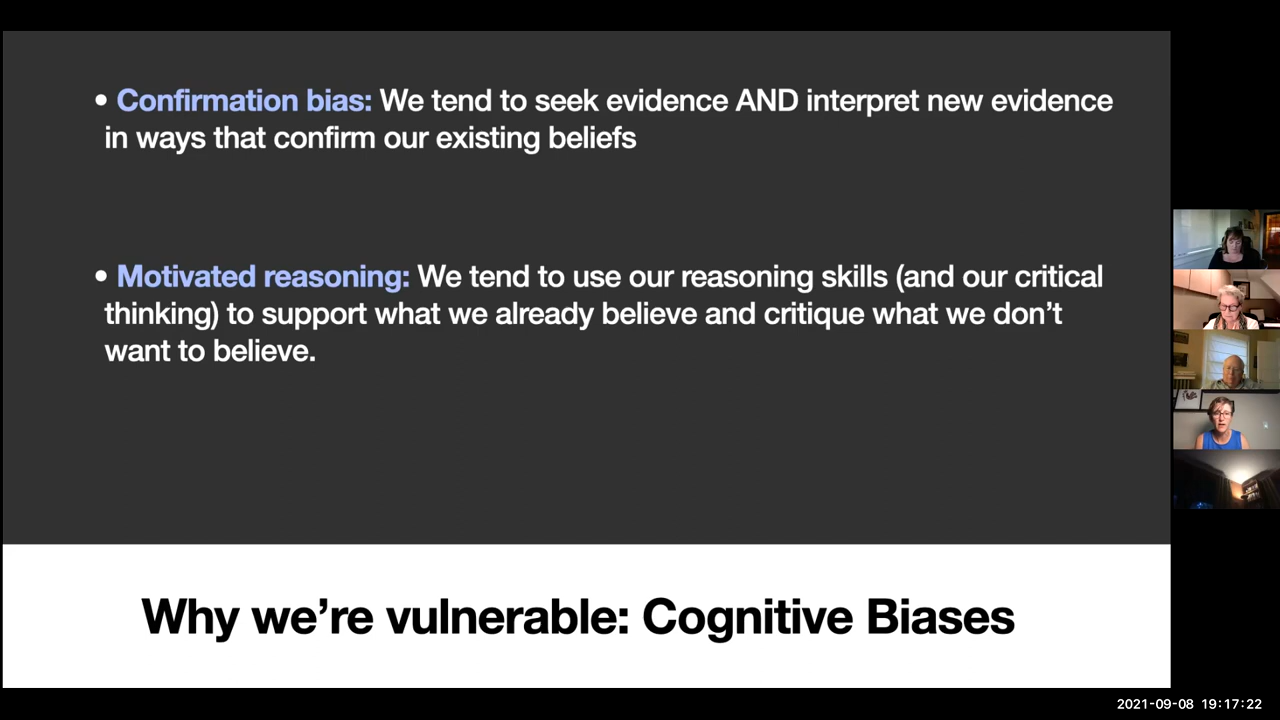 • Confirmation bias: We tend to seek evidence AND interpret new evidence
in ways that confirm our existing beliefs
• Motivated reasoning: We tend to use our reasoning skills (and our critical
thinking) to support what we already believe and critique what we don’t
want to believe.
Why we’re vulnerable: Cognitive Biases
2021-09-08 19:17:22